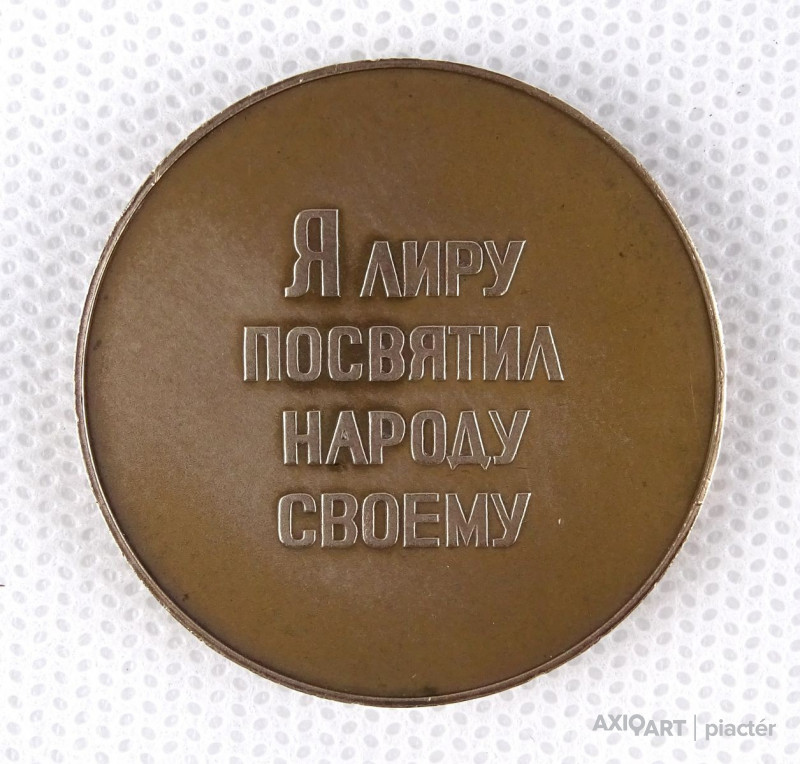 Я ЛИРУ
ПОСВЯТИЛ
НАРОДУ
СВОЕМУ
AXIOART | piactér